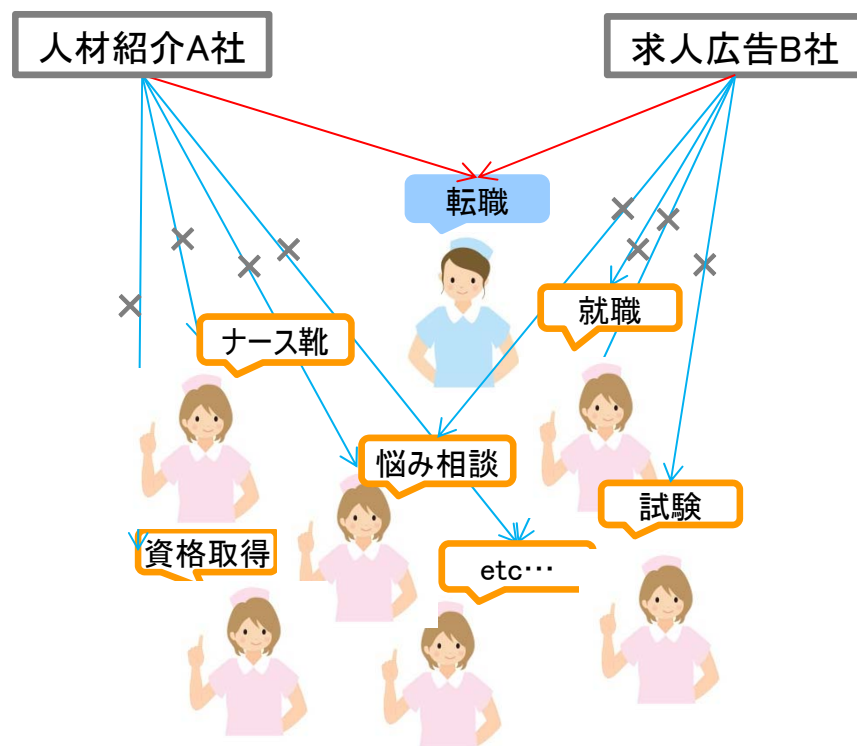 人材紹介A社
求人広告B社
転職
就職
ナース靴
悩み相談
試験
資格取得
etc…